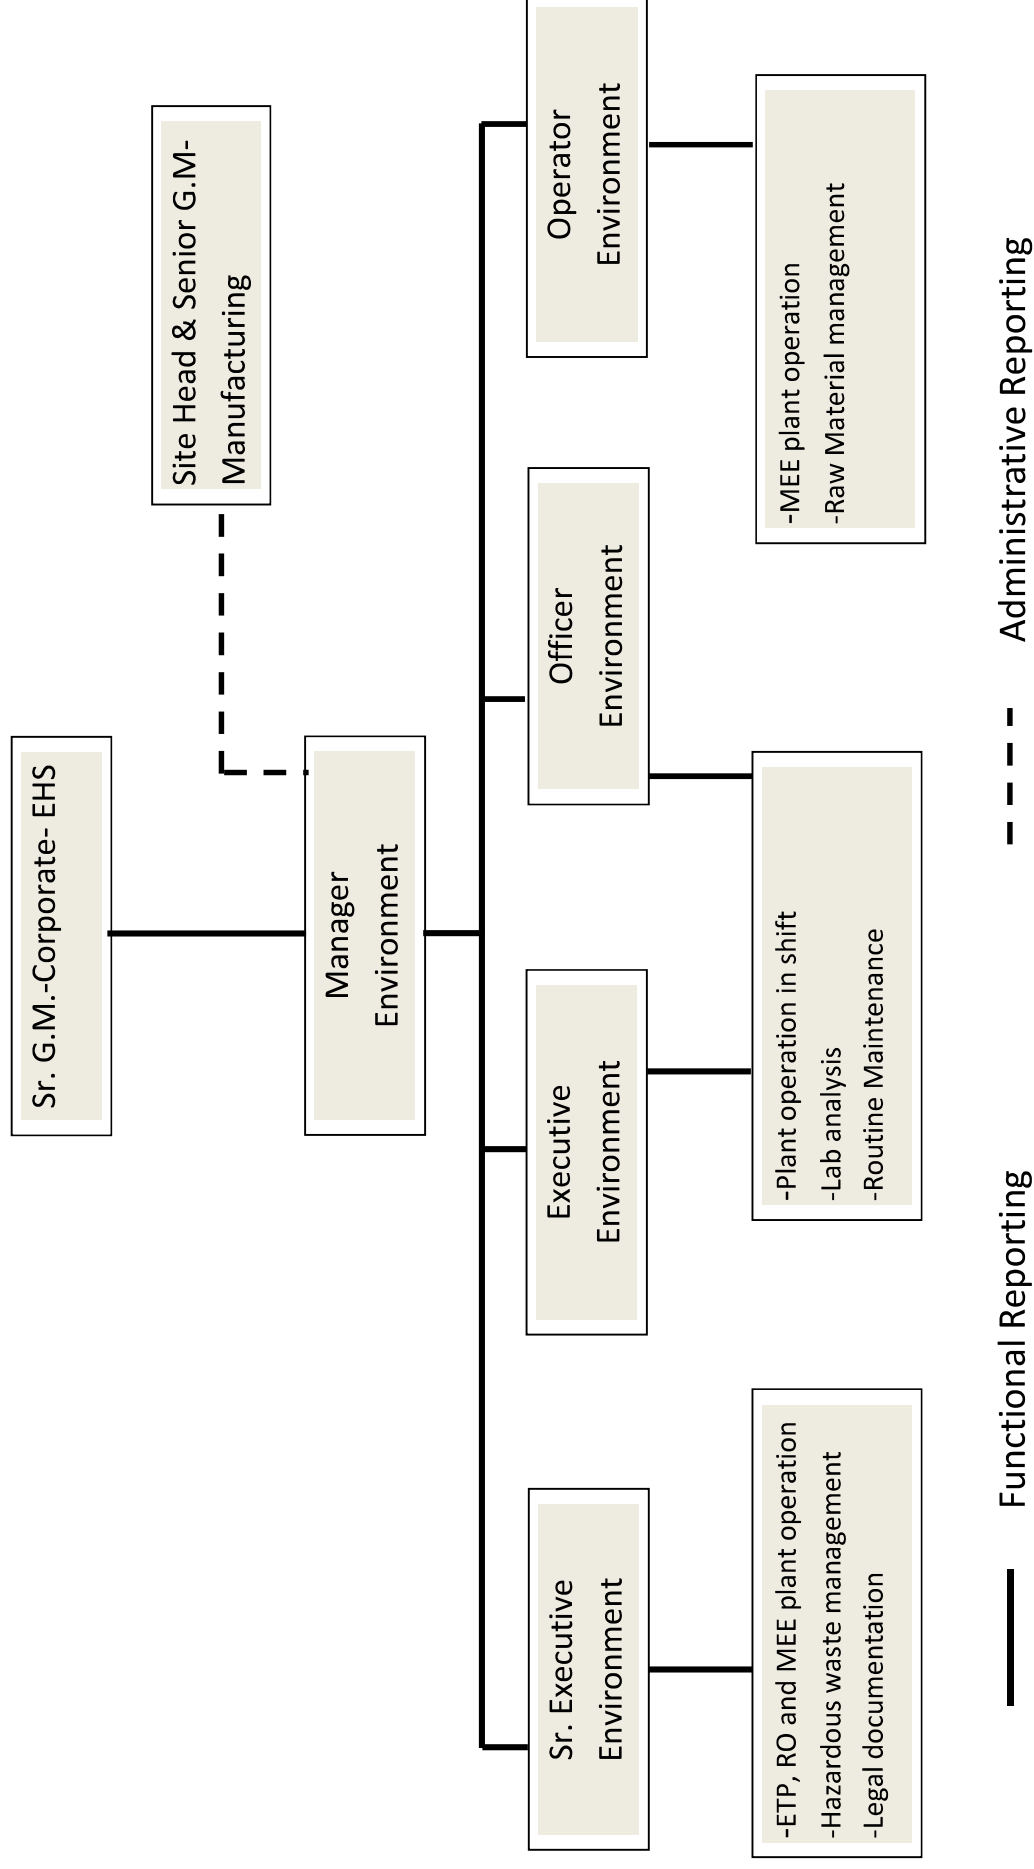 Sr. G.M.-Corporate- EHS
Site Head & Senior G.M-
Manufacturing
Manager
Environment
Sr. Executive
Environment
Executive
Environment
Officer
Environment
Operator
Environment
-ETP, RO and MEE plant operation
-Hazardous waste management
-Legal documentation
-Plant operation in shift
-Lab analysis
-Routine Maintenance
-MEE plant operation
-Raw Material management
Functional Reporting
Administrative Reporting